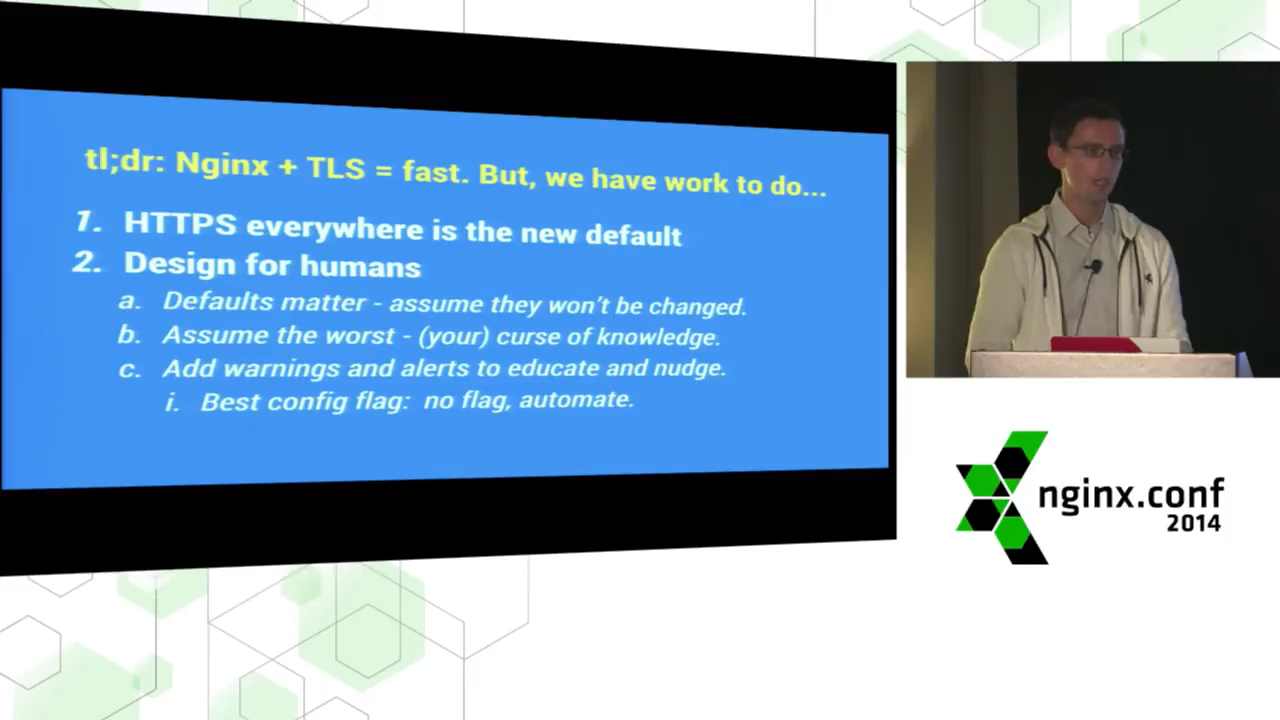 tl;dr: Nginx + TLS = fast. But, we have work to do...
1. HTTPS everywhere is the new default
2. Design for humans
a. Defaults matter - assume they won't be changed.
b. Assume the worst - (your) curse of knowledge.
c. Add warnings and alerts to educate and nudge.
i. Best config flag: no flag, automate.
nginx.conf
2014